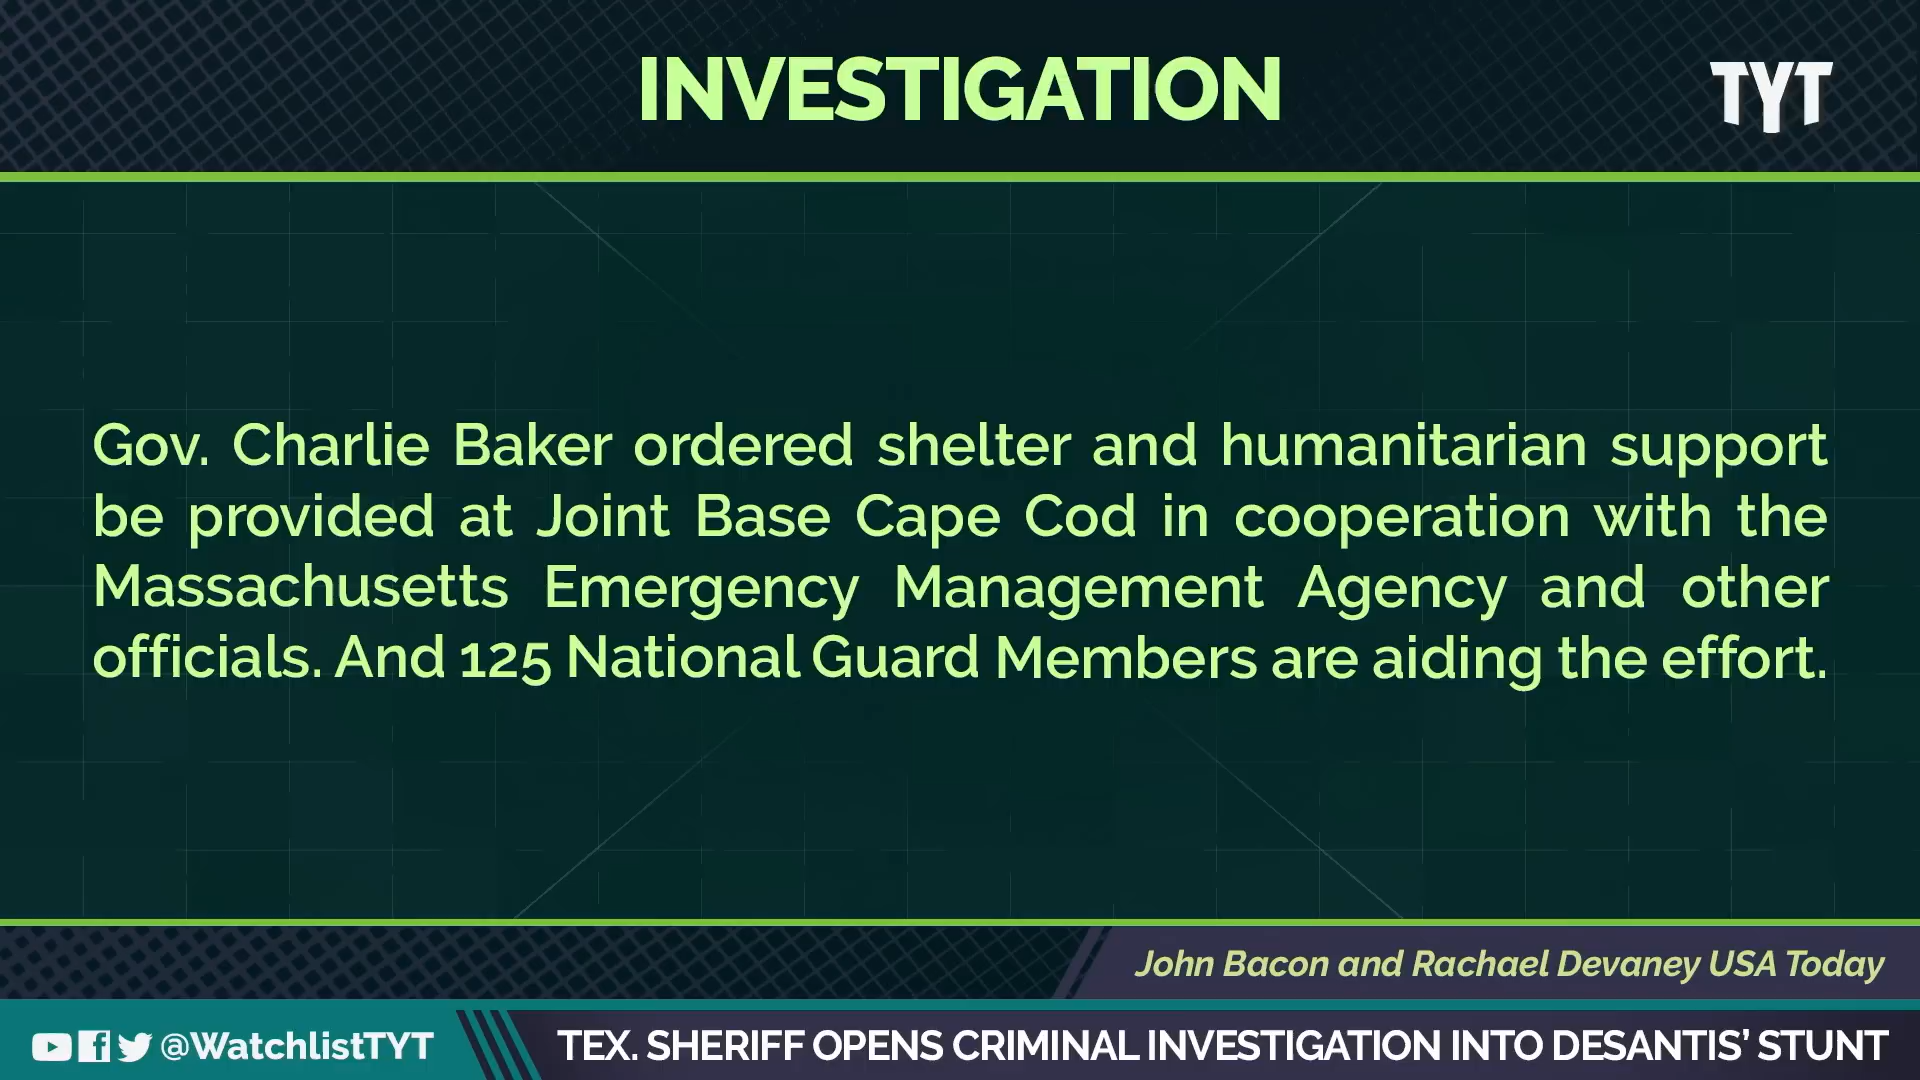 INVESTIGATION
TYT
Gov. Charlie Baker ordered shelter and humanitarian support
be provided at Joint Base Cape Cod in cooperation with the
Massachusetts Emergency Management Agency and other
officials. And 125 National Guard Members are aiding the effort.
John Bacon and Rachael Devaney USA Today
@WatchlistTYT
TEX. SHERIFF OPENS CRIMINAL INVESTIGATION INTO DESANTIS’ STUNT